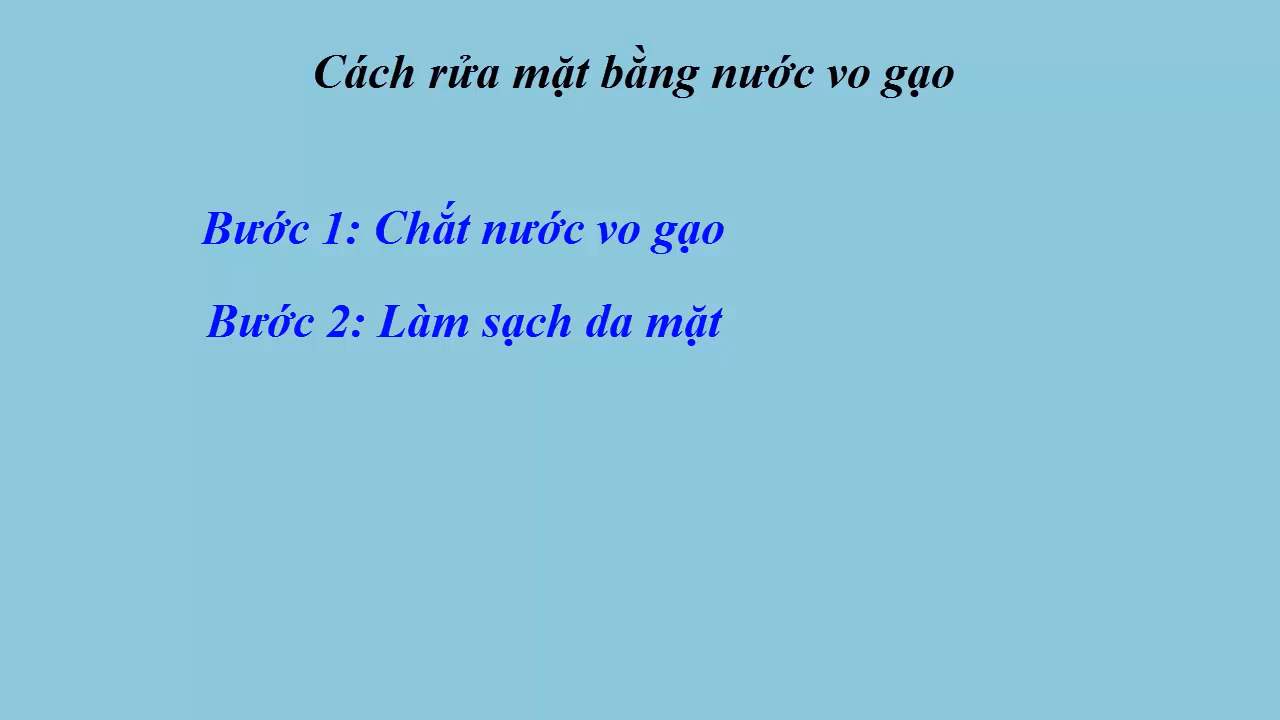 Cách rửa mặt bằng nước vo gạo
Bước 1: Chắt nước vo gạo
Bước 2: Làm sạch da mặt